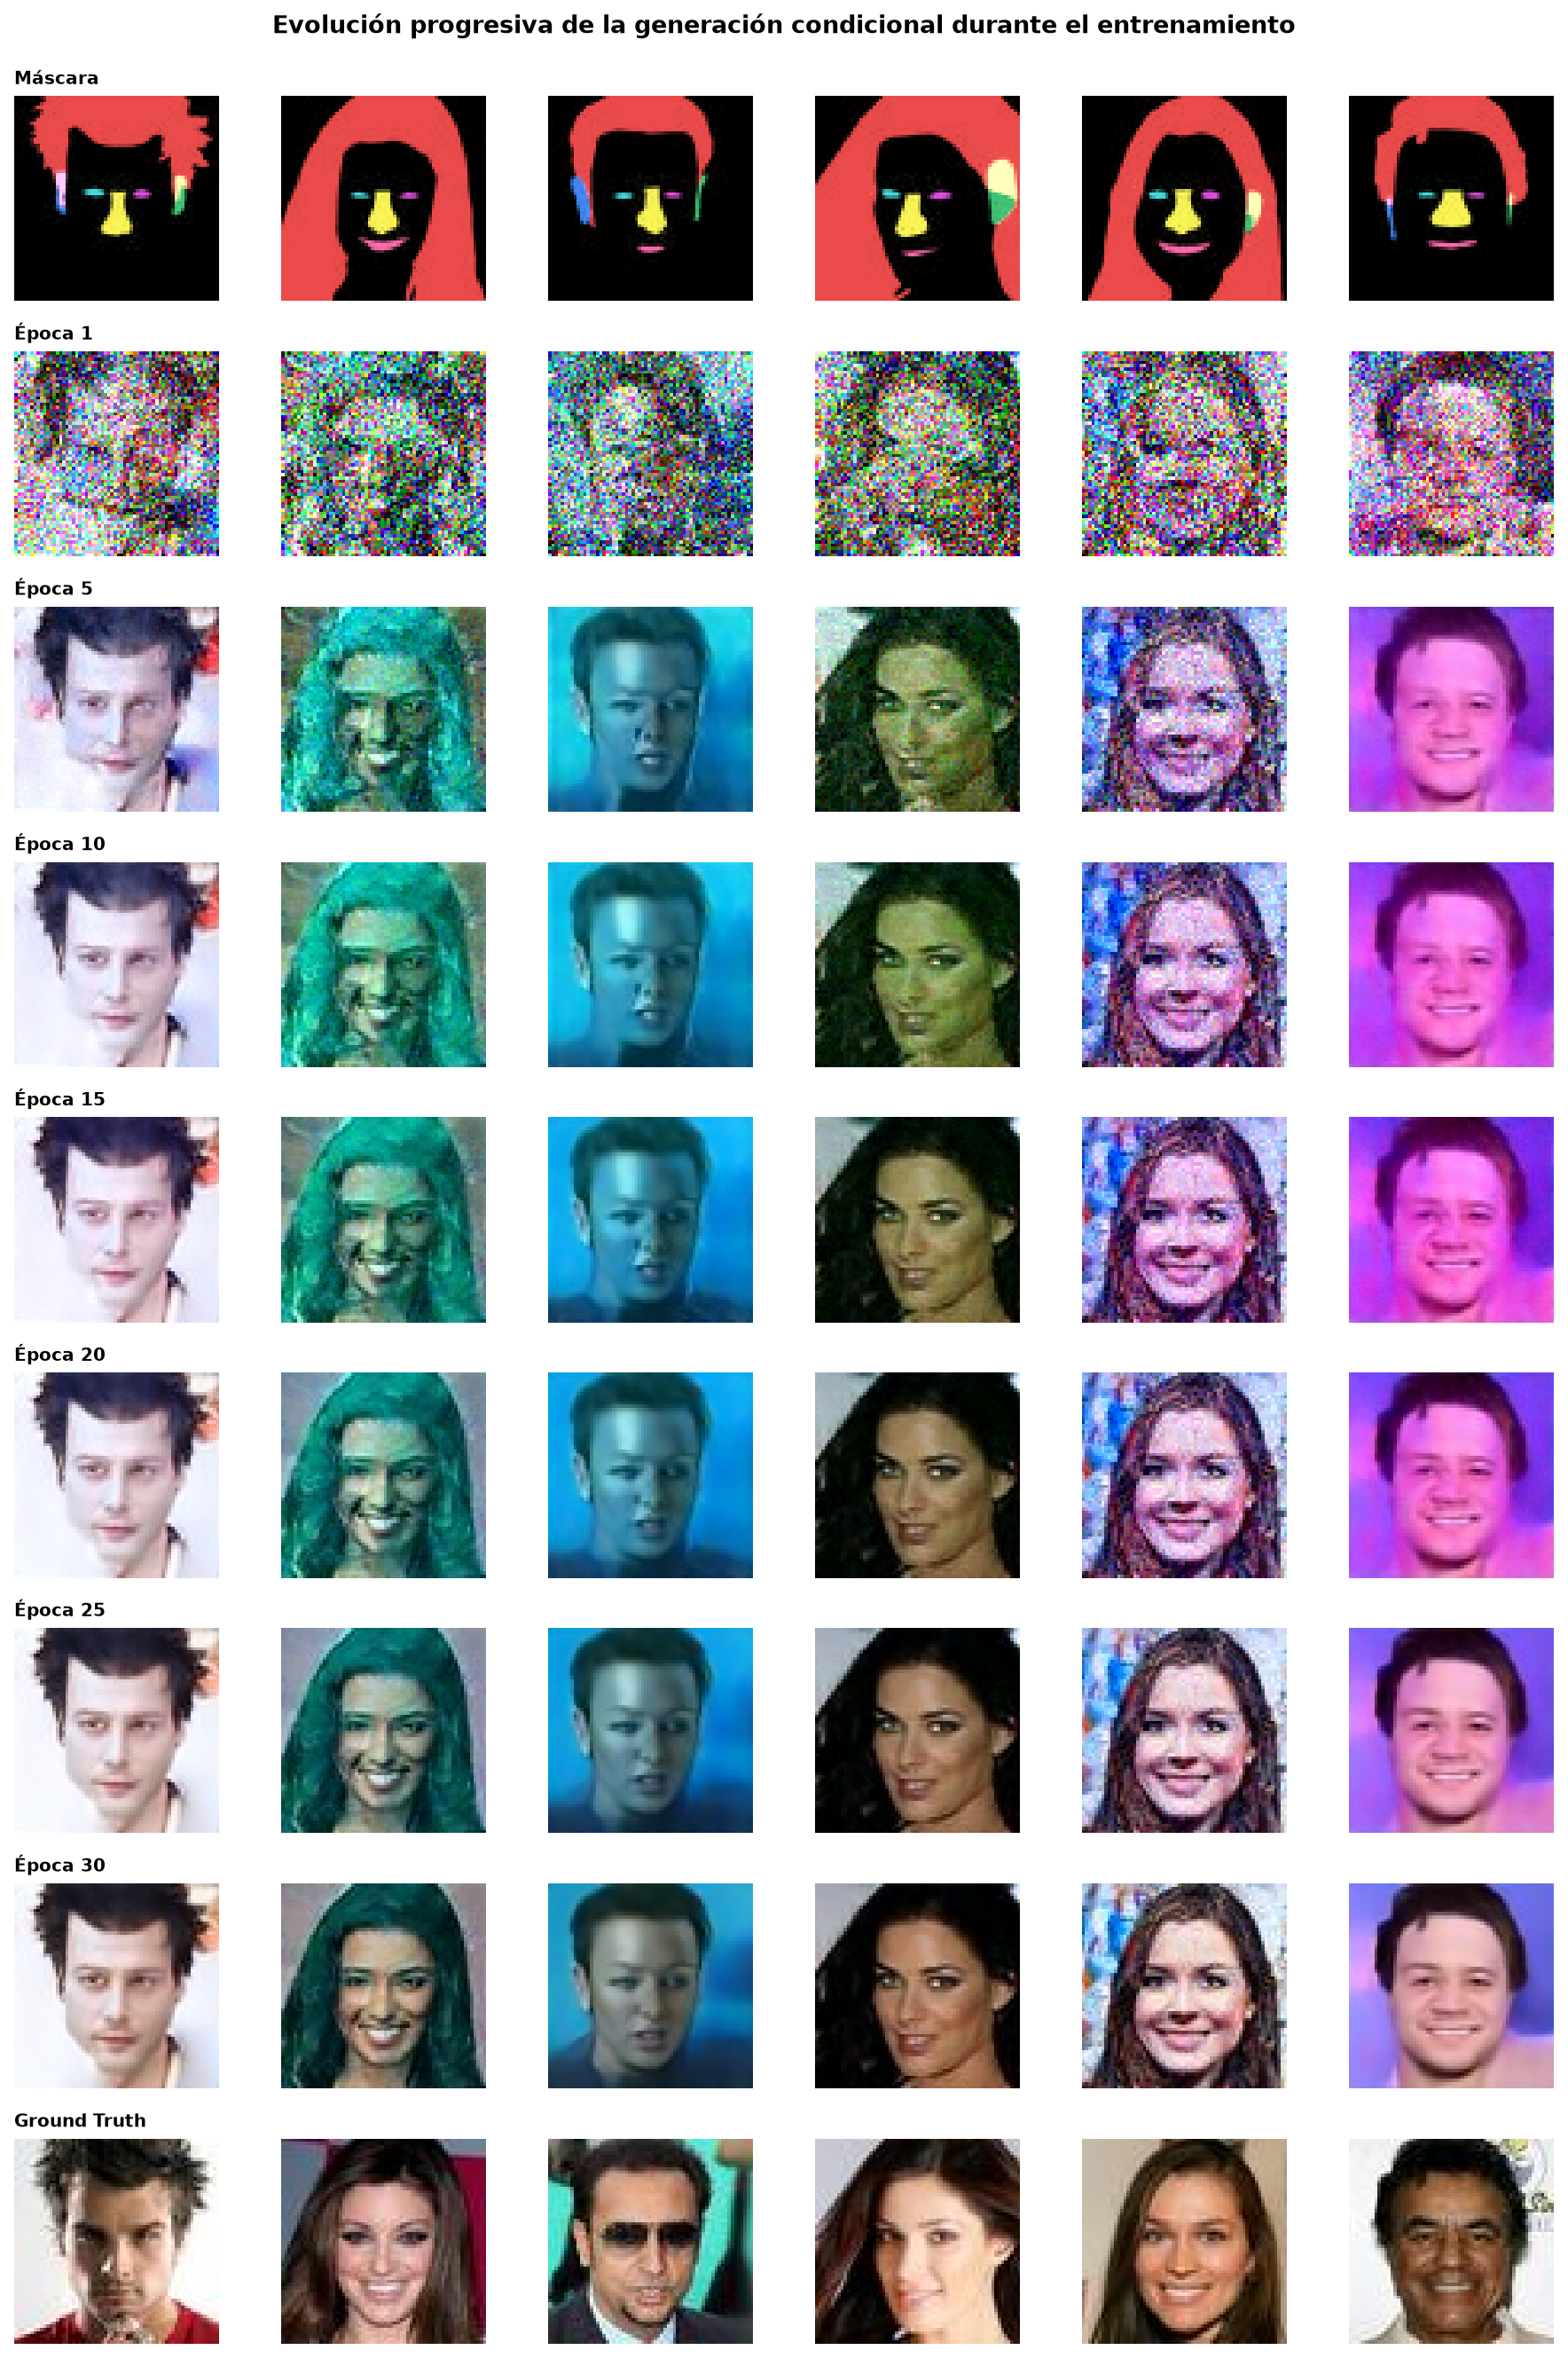 Evolución progresiva de la generación condicional durante el entrenamiento
Máscara
Época 1
Época 5
Época 10
Época 15
Época 20
Época 25
Época 30
Ground Truth